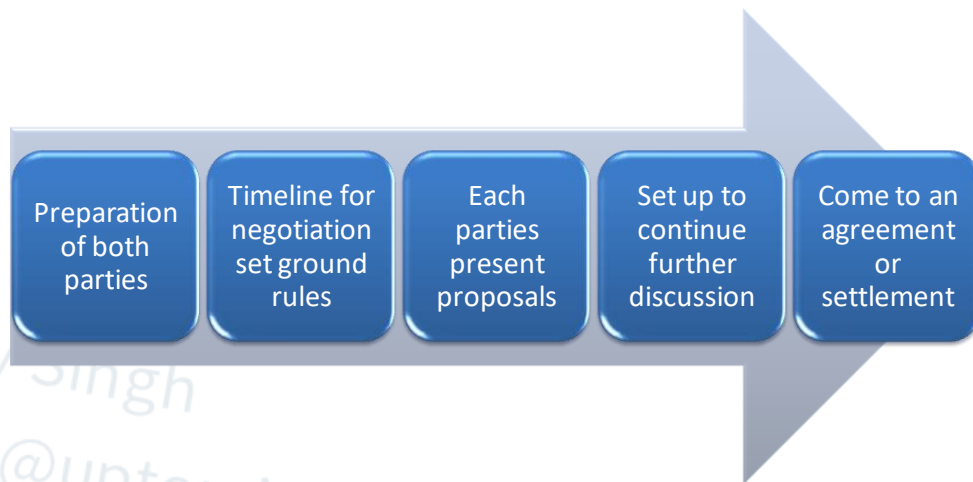 Preparation
of both
parties
Timeline for
negotiation
set ground
rules
Each
parties
present
proposals
Set up to
continue
further
discussion
Come to an
agreement
or
settlement
Singh